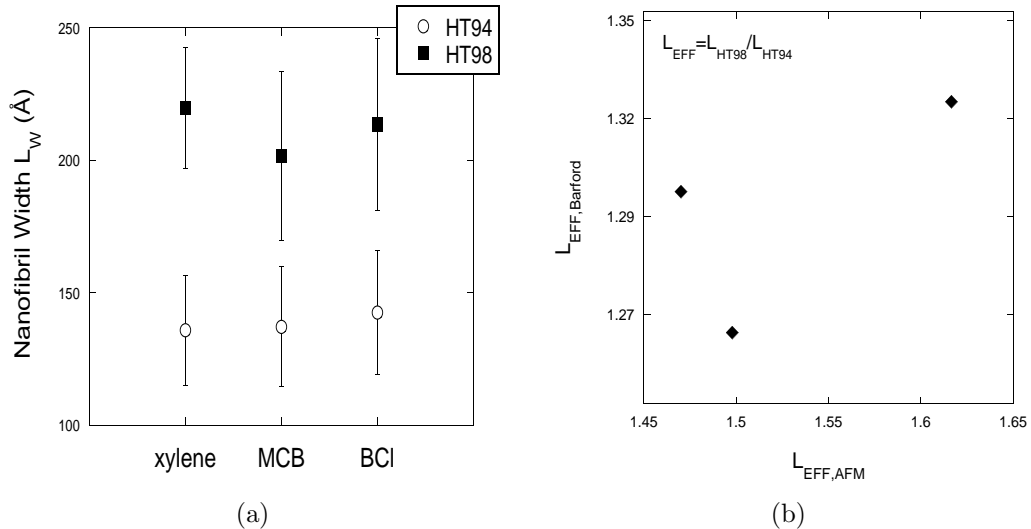 HT94
HT98
Nanofibril Width L_W (Å)
250
200
150
100
xylene MCB BCl
(a)
L_EFF=L_HT98/L_HT94
L_EFF,Barford
1.35
1.32
1.29
1.27
1.45 1.5 1.55 1.6 1.65
L_EFF,AFM
(b)